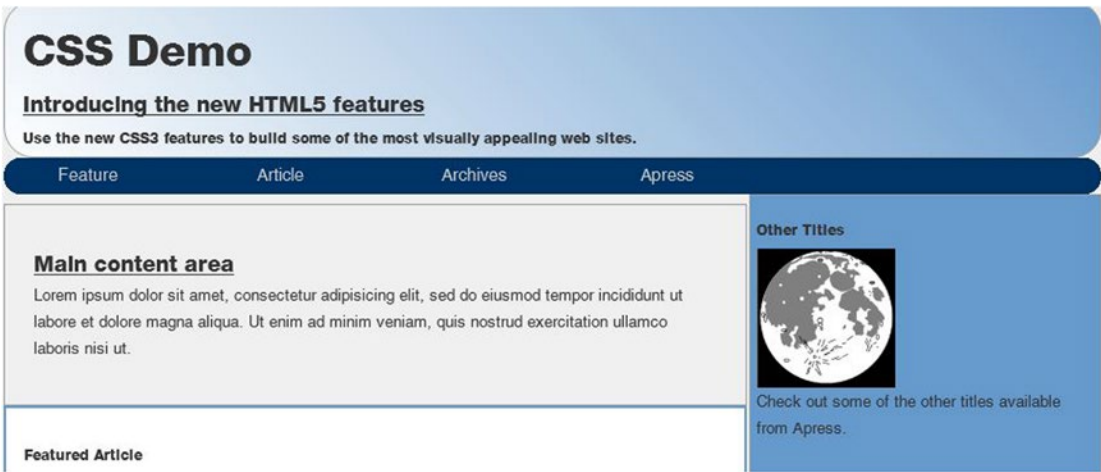 CSS Demo
Introducing the new HTML5 features
Use the new CSS3 features to build some of the most visually appealing web sites.
Feature Article Archives Apress
Main content area
Lorem ipsum dolor sit amet, consectetur adipisicing elit, sed do eiusmod tempor incididunt ut
labore et dolore magna aliqua. Ut enim ad minim veniam, quis nostrud exercitation ullamco
laboris nisi ut.
Featured Article
Other Titles
Check out some of the other titles available
from Apress.